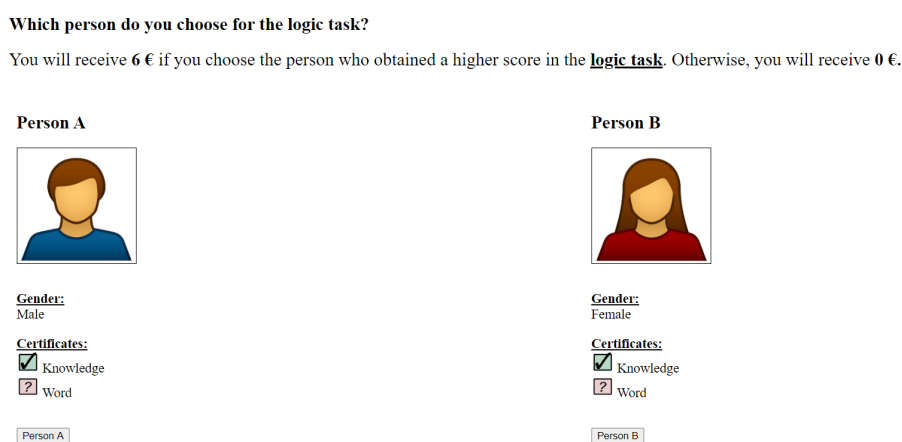 Which person do you choose for the logic task?
You will receive 6 € if you choose the person who obtained a higher score in the logic task. Otherwise, you will receive 0 €.
Person A
Person B
Gender:
Male
Gender:
Female
Certificates:
✓ Knowledge
? Word
Certificates:
✓ Knowledge
? Word
Person A
Person B